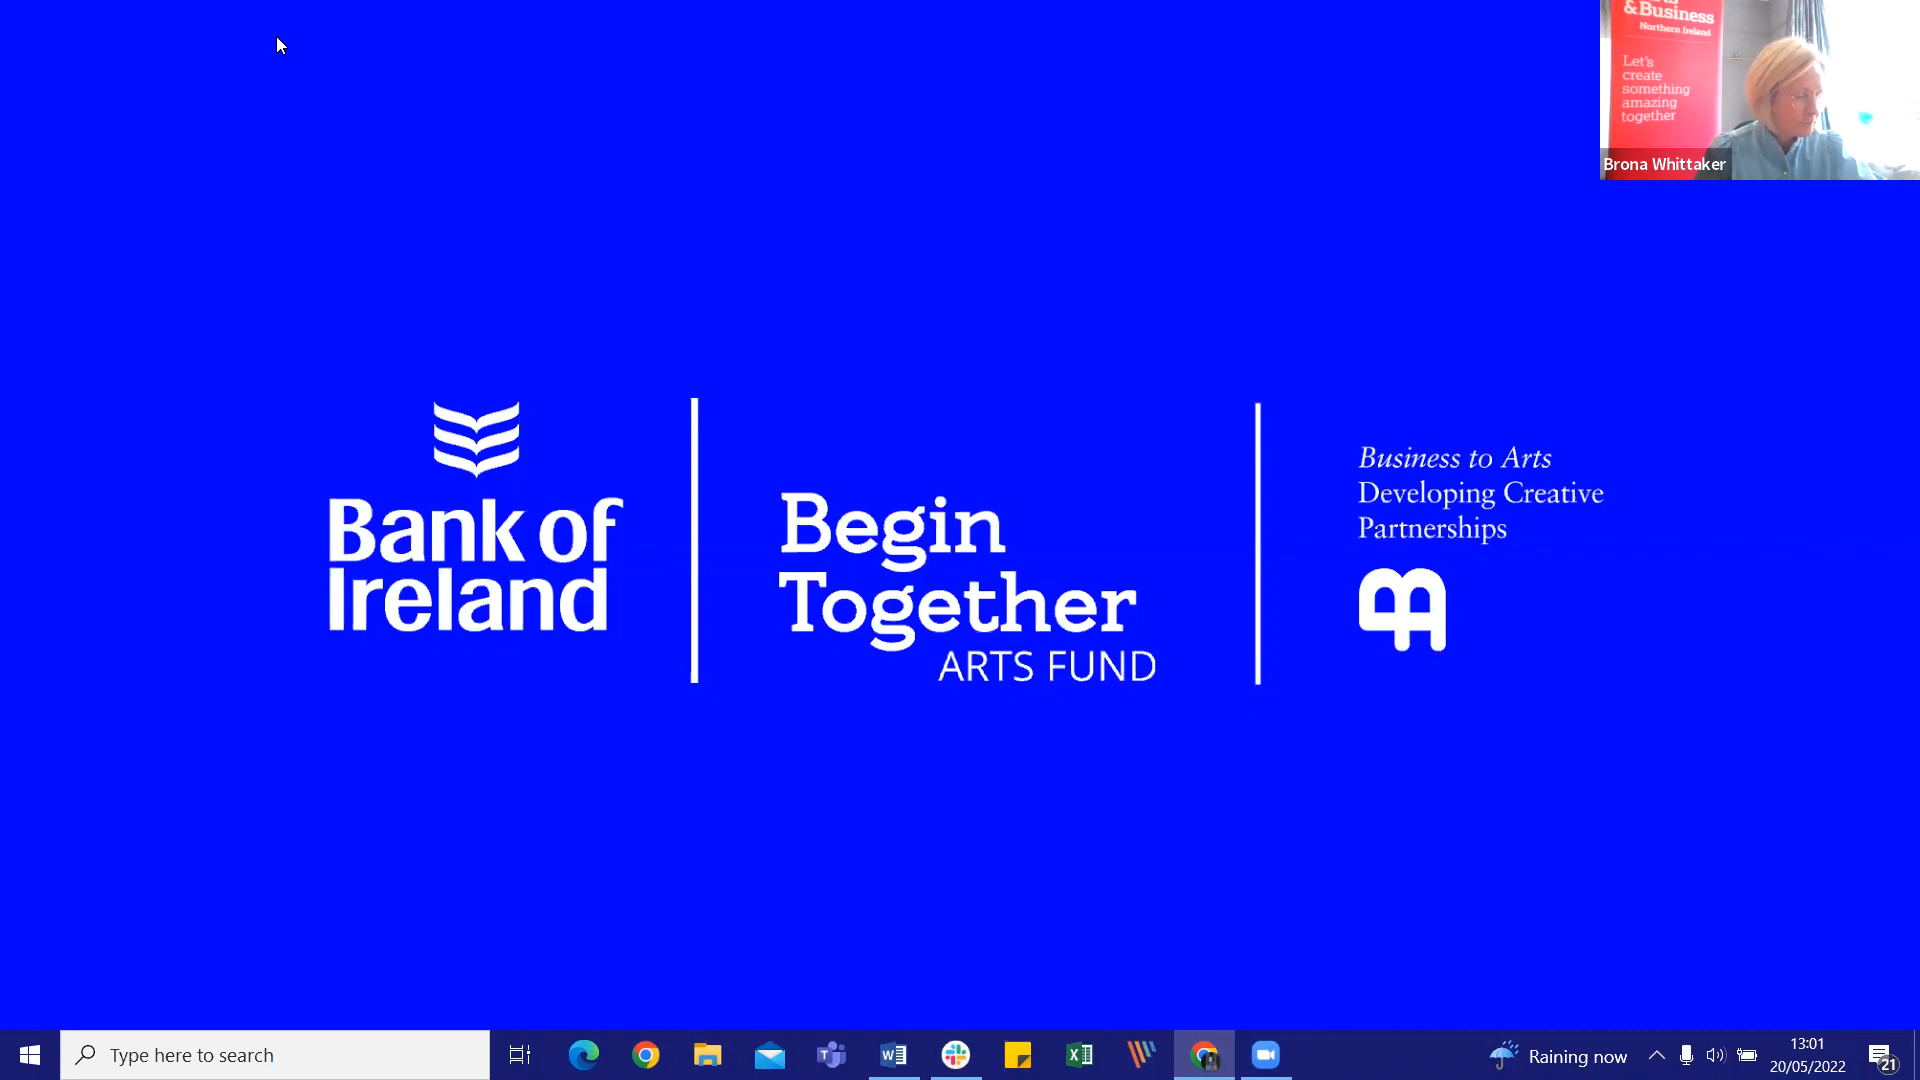 &Business
Northern Ireland
Let's
create
something
amazing
together
Brona Whittaker
Bank of
Ireland
Begin
Together
ARTS FUND
Business to Arts
Developing Creative
Partnerships
Type here to search
Raining now
13:01
20/05/2022
21